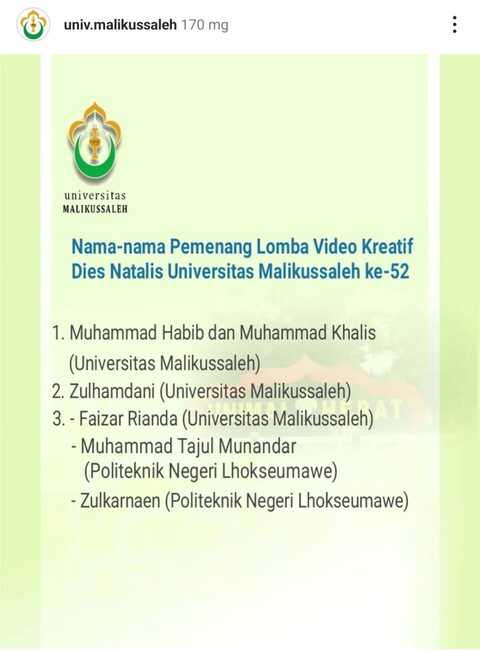 univ.malikussaleh 170 mg
universitas
MALIKUSSALEH
Nama-nama Pemenang Lomba Video Kreatif
Dies Natalis Universitas Malikussaleh ke-52
1. Muhammad Habib dan Muhammad Khalis
(Universitas Malikussaleh)
2. Zulhamdani (Universitas Malikussaleh)
3. - Faizar Rianda (Universitas Malikussaleh)
- Muhammad Tajul Munandar
(Politeknik Negeri Lhokseumawe)
- Zulkarnaen (Politeknik Negeri Lhokseumawe)